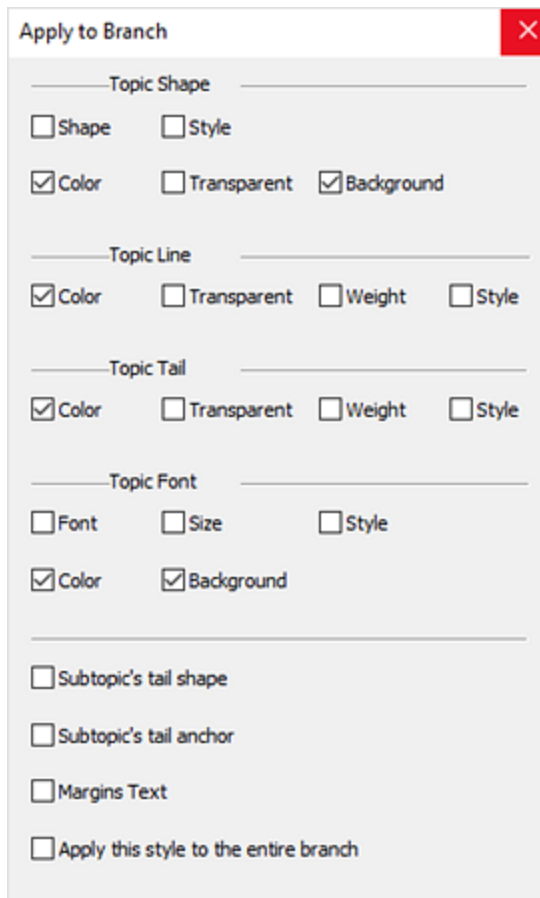 Apply to Branch
Topic Shape
Shape Style
Color Transparent Background
Topic Line
Color Transparent Weight Style
Topic Tail
Color Transparent Weight Style
Topic Font
Font Size Style
Color Background
Subtopic's tail shape
Subtopic's tail anchor
Margins Text
Apply this style to the entire branch